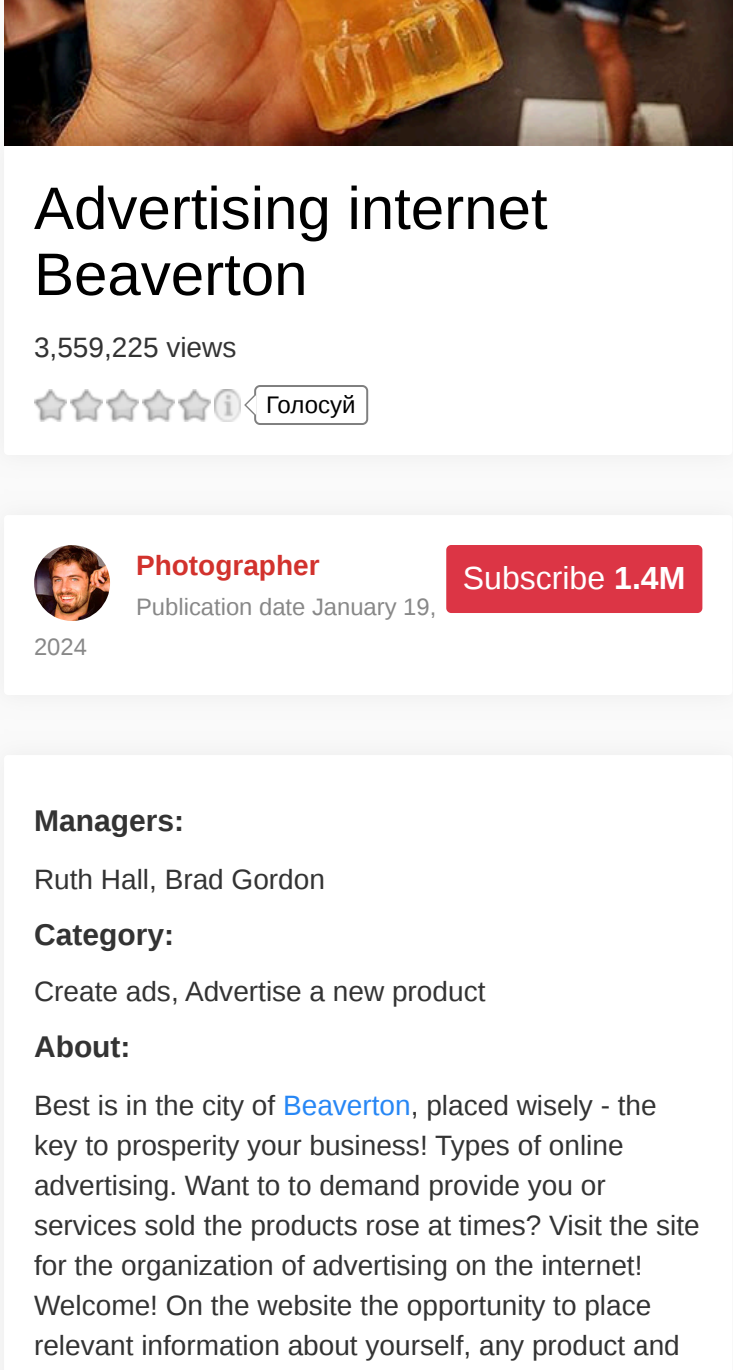 Advertising internet
Beaverton
3,559,225 views
Голосуй
Photographer
Subscribe 1.4M
Publication date January 19,
2024
Managers:
Ruth Hall, Brad Gordon
Category:
Create ads, Advertise a new product
About:
Best is in the city of Beaverton, placed wisely - the
key to prosperity your business! Types of online
advertising. Want to to demand provide you or
services sold the products rose at times? Visit the site
for the organization of advertising on the internet!
Welcome! On the website the opportunity to place
relevant information about yourself, any product and